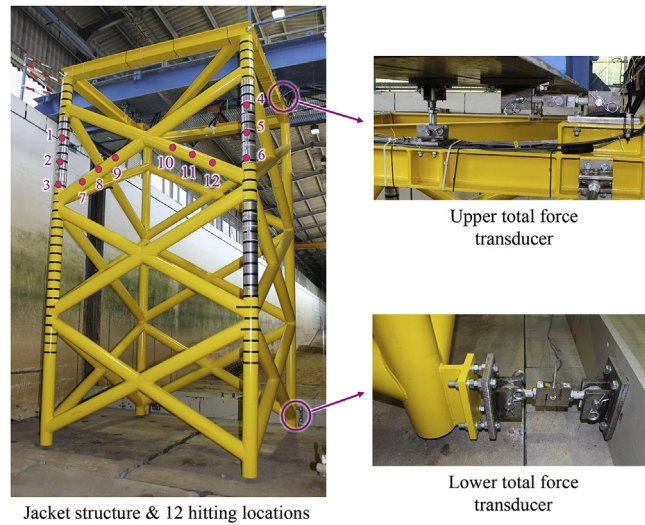 4
5
6
1
2
3
7
8
9
10
11
12
Upper total force
transducer
Lower total force
transducer
Jacket structure & 12 hitting locations